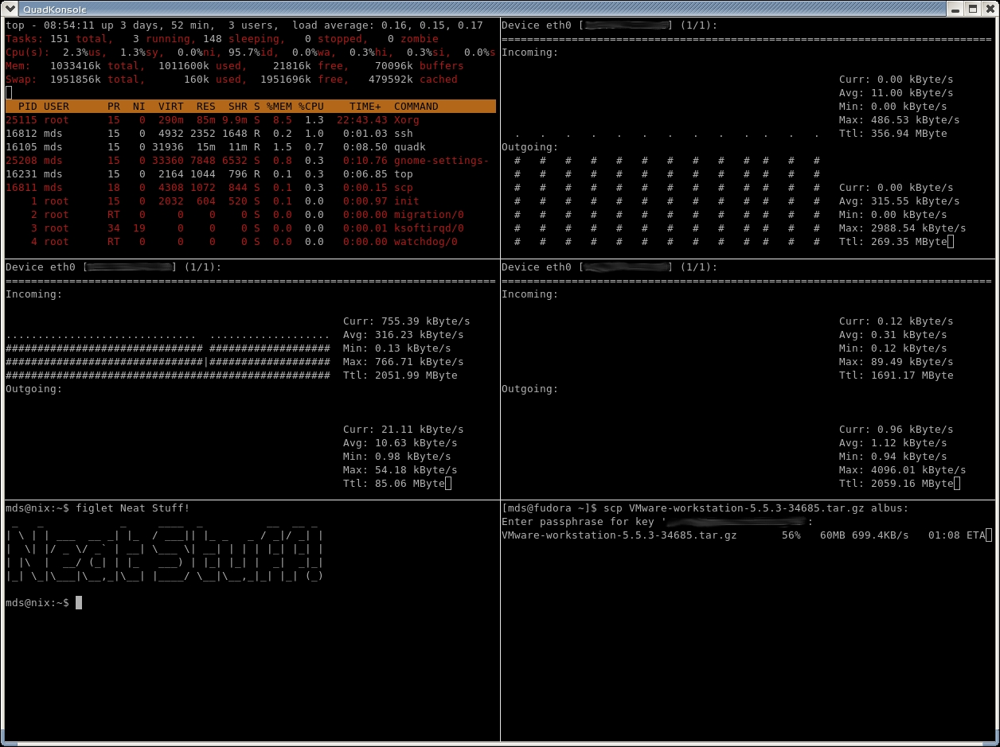 QuadKonsole
top - 08:54:11 up 3 days, 52 min,  3 users,  load average: 0.16, 0.15, 0.17
Tasks: 151 total,   3 running, 148 sleeping,   0 stopped,   0 zombie
Cpu(s):  2.3%us,  1.3%sy,  0.0%ni, 95.7%id,  0.0%wa,  0.3%hi,  0.3%si,  0.0%s
Mem:   1033416k total,  1011600k used,    21816k free,    70096k buffers
Swap:  1951856k total,      160k used,  1951696k free,   479592k cached
  PID USER      PR  NI  VIRT  RES  SHR S %MEM %CPU    TIME+  COMMAND
25115 root      15   0  290m  85m 9.9m S  8.5  1.3  22:43.43 Xorg
16812 mds       15   0  4932 2352 1648 R  0.2  1.0   0:01.03 ssh
16105 mds       15   0 31936  15m  11m R  1.5  0.7   0:08.50 quadk
25208 mds       15   0 33360 7848 6532 S  0.8  0.3   0:10.76 gnome-settings-
16231 mds       15   0  2164 1044  796 R  0.1  0.3   0:06.85 top
16811 mds       18   0  4308 1072  844 S  0.1  0.3   0:00.15 scp
    1 root      15   0  2032  604  520 S  0.1  0.0   0:00.97 init
    2 root      RT   0     0    0    0 S  0.0  0.0   0:00.00 migration/0
    3 root      34  19     0    0    0 S  0.0  0.0   0:00.01 ksoftirqd/0
    4 root      RT   0     0    0    0 S  0.0  0.0   0:00.00 watchdog/0
Device eth0 [ ] (1/1):
Incoming:
Curr: 0.00 kByte/s
Avg: 11.00 kByte/s
Min: 0.00 kByte/s
Max: 486.53 kByte/s
Ttl: 356.94 MByte
Outgoing:
Curr: 0.00 kByte/s
Avg: 315.55 kByte/s
Min: 0.00 kByte/s
Max: 2988.54 kByte/s
Ttl: 269.35 MByte
Device eth0 [ ] (1/1):
Incoming:
Curr: 755.39 kByte/s
Avg: 316.23 kByte/s
Min: 0.13 kByte/s
Max: 766.71 kByte/s
Ttl: 2051.99 MByte
Outgoing:
Curr: 21.11 kByte/s
Avg: 10.63 kByte/s
Min: 0.98 kByte/s
Max: 54.18 kByte/s
Ttl: 85.06 MByte
Device eth0 [ ] (1/1):
Incoming:
Curr: 0.12 kByte/s
Avg: 0.31 kByte/s
Min: 0.12 kByte/s
Max: 89.49 kByte/s
Ttl: 1691.17 MByte
Outgoing:
Curr: 0.96 kByte/s
Avg: 1.12 kByte/s
Min: 0.94 kByte/s
Max: 4096.01 kByte/s
Ttl: 2059.16 MByte
mds@nix:~$ figlet Neat Stuff!
Neat Stuff!
mds@nix:~$
[mds@fudora ~]$ scp VMware-workstation-5.5.3-34685.tar.gz albus:
Enter passphrase for key ' :
VMware-workstation-5.5.3-34685.tar.gz       56%   60MB 699.4KB/s   01:08 ETA